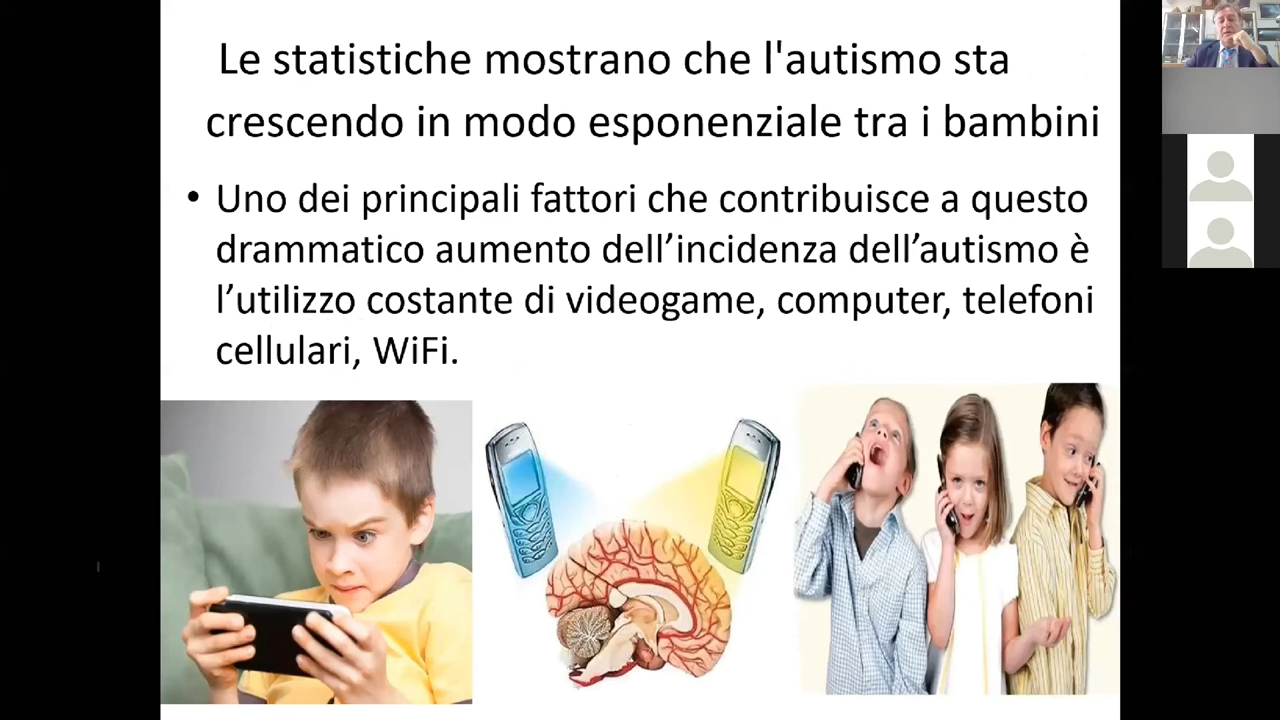 Le statistiche mostrano che l'autismo sta
crescendo in modo esponenziale tra i bambini
• Uno dei principali fattori che contribuisce a questo
drammatico aumento dell’incidenza dell’autismo è
l’utilizzo costante di videogame, computer, telefoni
cellulari, WiFi.